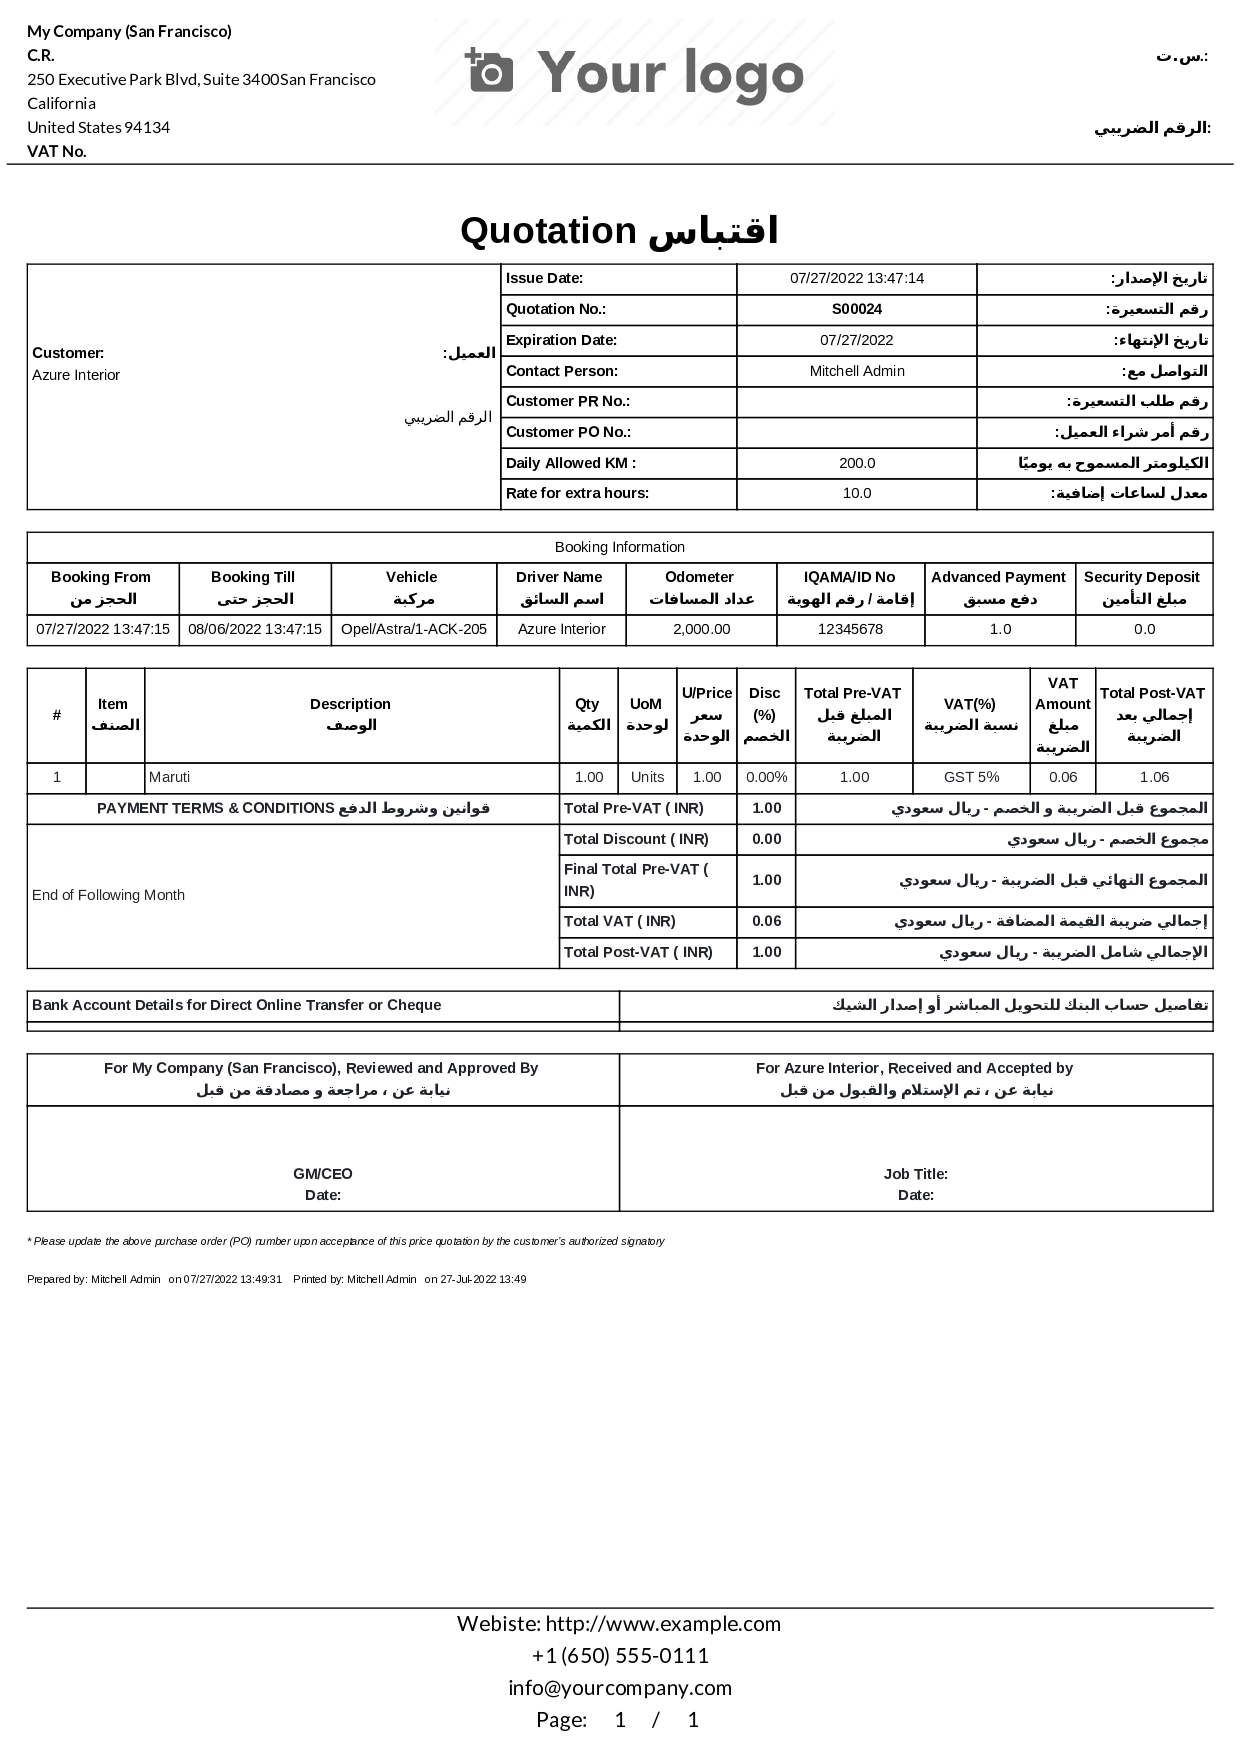 My Company (San Francisco)
C.R.
س.ت.:
250 Executive Park Blvd, Suite 3400San Francisco
California
United States 94134
الرقم الضريبي:
VAT No.
Your logo
Quotation اقتباس
Customer: العميل:
Azure Interior
الرقم الضريبي
Issue Date: 07/27/2022 13:47:14 تاريخ الإصدار:
Quotation No.: S00024 رقم التسعيرة:
Expiration Date: 07/27/2022 تاريخ الإنتهاء:
Contact Person: Mitchell Admin التواصل مع:
Customer PR No.: رقم طلب التسعيرة:
Customer PO No.: رقم أمر شراء العميل:
Daily Allowed KM : 200.0 الكيلومتر المسموح به يوميًا
Rate for extra hours: 10.0 معدل لساعات إضافية:
Booking Information
Booking From Booking Till Vehicle Driver Name Odometer IQAMA/ID No Advanced Payment Security Deposit
الحجز من الحجز حتى مركبة اسم السائق عداد المسافات إقامة / رقم الهوية دفع مسبق مبلغ التأمين
07/27/2022 13:47:15 08/06/2022 13:47:15 Opel/Astra/1-ACK-205 Azure Interior 2,000.00 12345678 1.0 0.0
#
Item
الصنف
Description
الوصف
Qty
الكمية
UoM
لوحدة
U/Price
سعر
الوحدة
Disc
(%)
الخصم
Total Pre-VAT
المبلغ قبل
الضريبة
VAT(%)
نسبة الضريبة
VAT
Amount
مبلغ
الضريبة
Total Post-VAT
إجمالي بعد
الضريبة
1 Maruti 1.00 Units 1.00 0.00% 1.00 GST 5% 0.06 1.06
PAYMENT TERMS & CONDITIONS قوانين وشروط الدفع
End of Following Month
Total Pre-VAT ( INR) 1.00 المجموع قبل الضريبة و الخصم - ريال سعودي
Total Discount ( INR) 0.00 مجموع الخصم - ريال سعودي
Final Total Pre-VAT (
INR) 1.00 المجموع النهائي قبل الضريبة - ريال سعودي
Total VAT ( INR) 0.06 إجمالي ضريبة القيمة المضافة - ريال سعودي
Total Post-VAT ( INR) 1.00 الإجمالي شامل الضريبة - ريال سعودي
Bank Account Details for Direct Online Transfer or Cheque تفاصيل حساب البنك للتحويل المباشر أو إصدار الشيك
For My Company (San Francisco), Reviewed and Approved By
نيابة عن ، مراجعة و مصادقة من قبل
For Azure Interior, Received and Accepted by
نيابة عن ، تم الإستلام والقبول من قبل
GM/CEO
Date:
Job Title:
Date:
* Please update the above purchase order (PO) number upon acceptance of this price quotation by the customer's authorized signatory
Prepared by: Mitchell Admin on 07/27/2022 13:49:31 Printed by: Mitchell Admin on 27-Jul-2022 13:49
Webiste: http://www.example.com
+1 (650) 555-0111
info@yourcompany.com
Page: 1 / 1